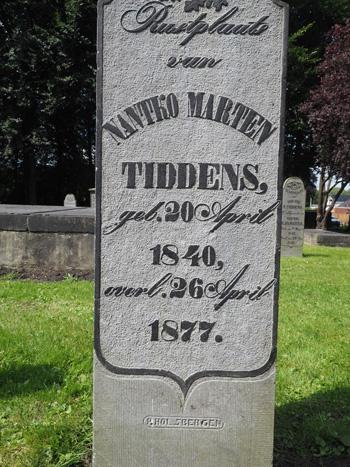 Rustplaats
van
NANTKO MARTEN
TIDDENS,
geb. 20 April
1840,
overl. 26 April
1877.
P. HOLSBERGEN